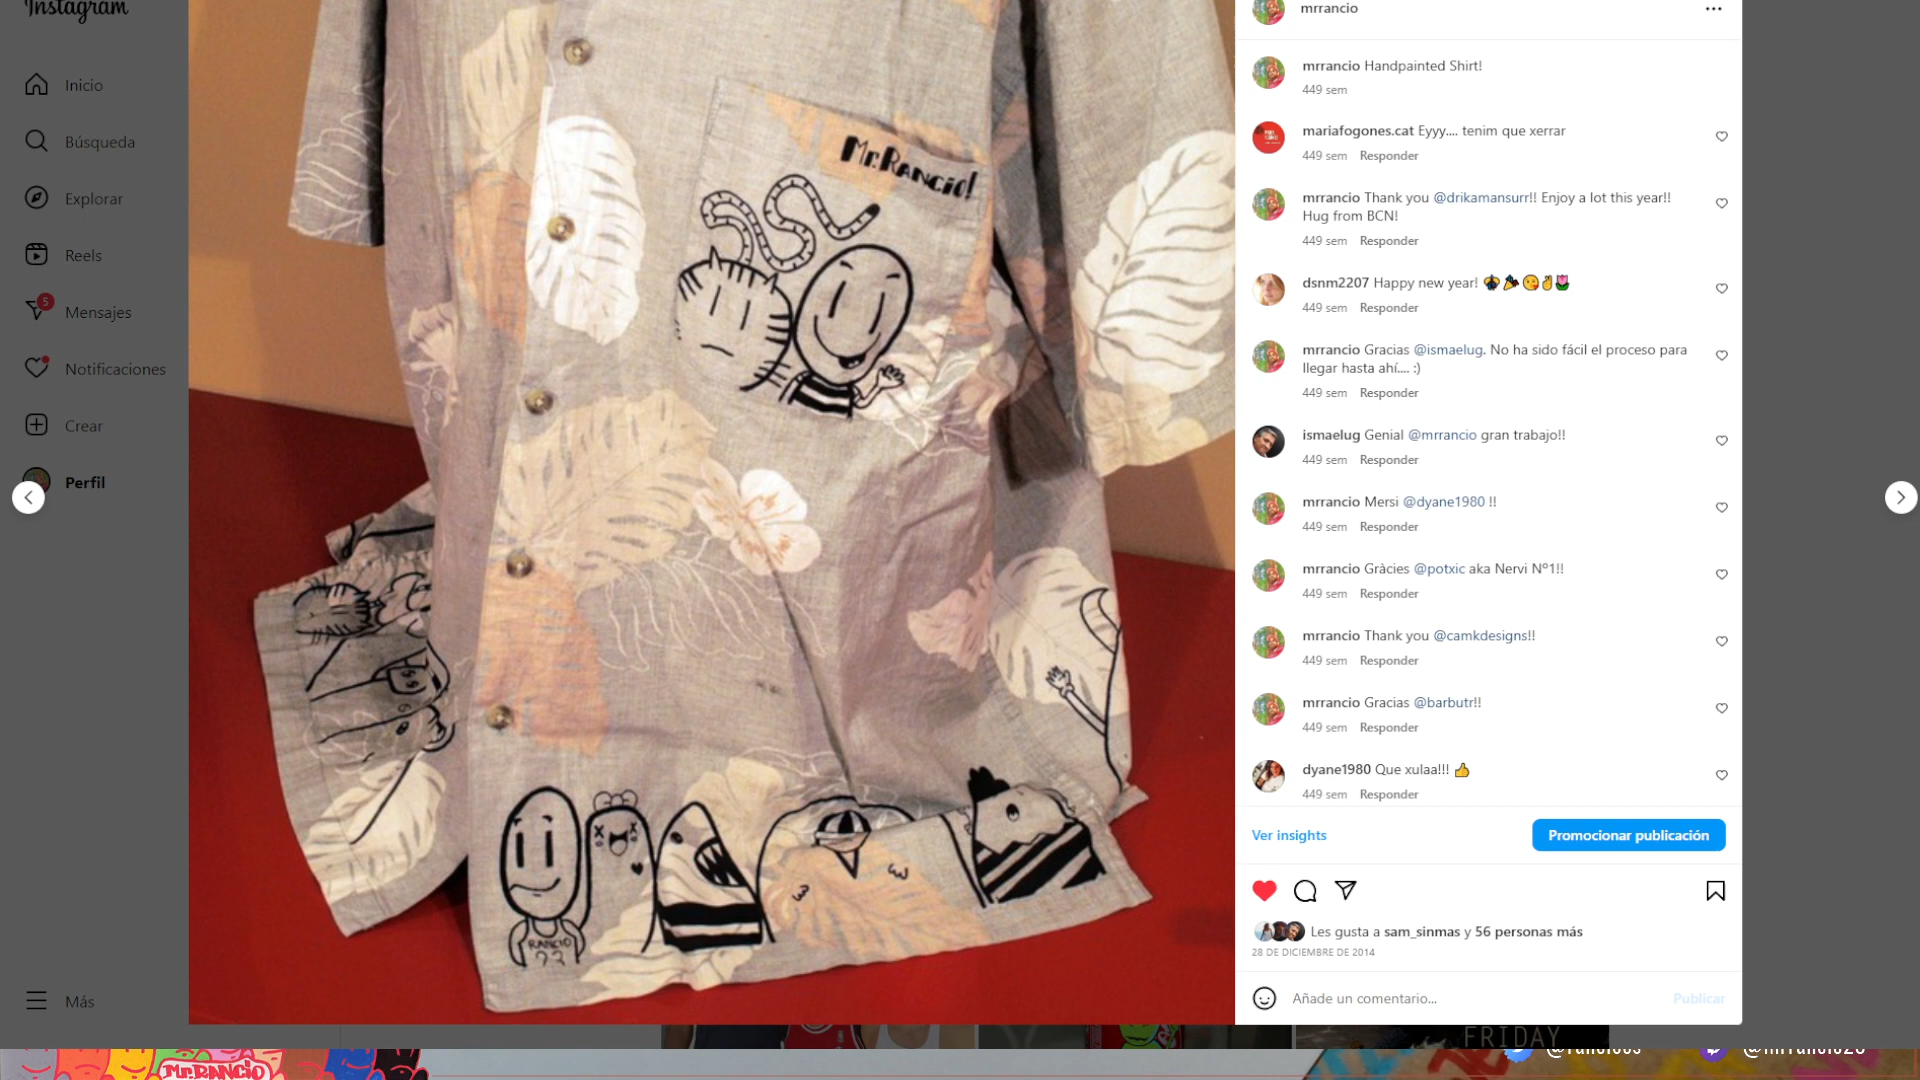 Instagram
Inicio
Búsqueda
Explorar
Reels
5
Mensajes
Notificaciones
Crear
Perfil
Más
Mr.Rancio!
RANCIO
23
mrrancio
mrrancio Handpainted Shirt!
449 sem
mariafogones.cat Eyyy.... tenim que xerrar
449 sem Responder
mrrancio Thank you @drikamansurr!! Enjoy a lot this year!!
Hug from BCN!
449 sem Responder
dsnm2207 Happy new year!
449 sem Responder
mrrancio Gracias @ismaelug. No ha sido fácil el proceso para
llegar hasta ahí.... :)
449 sem Responder
ismaelug Genial @mrrancio gran trabajo!!
449 sem Responder
mrrancio Mersi @dyane1980 !!
449 sem Responder
mrrancio Gràcies @potxic aka Nervi Nº1!!
449 sem Responder
mrrancio Thank you @camkdesigns!!
449 sem Responder
mrrancio Gracias @barbutr!!
449 sem Responder
dyane1980 Que xulaa!!! 👍
449 sem Responder
Ver insights
Promocionar publicación
Les gusta a sam_sinmas y 56 personas más
28 DE DICIEMBRE DE 2014
Añade un comentario...
Publicar
FRIDAY
Mr.RANCIO